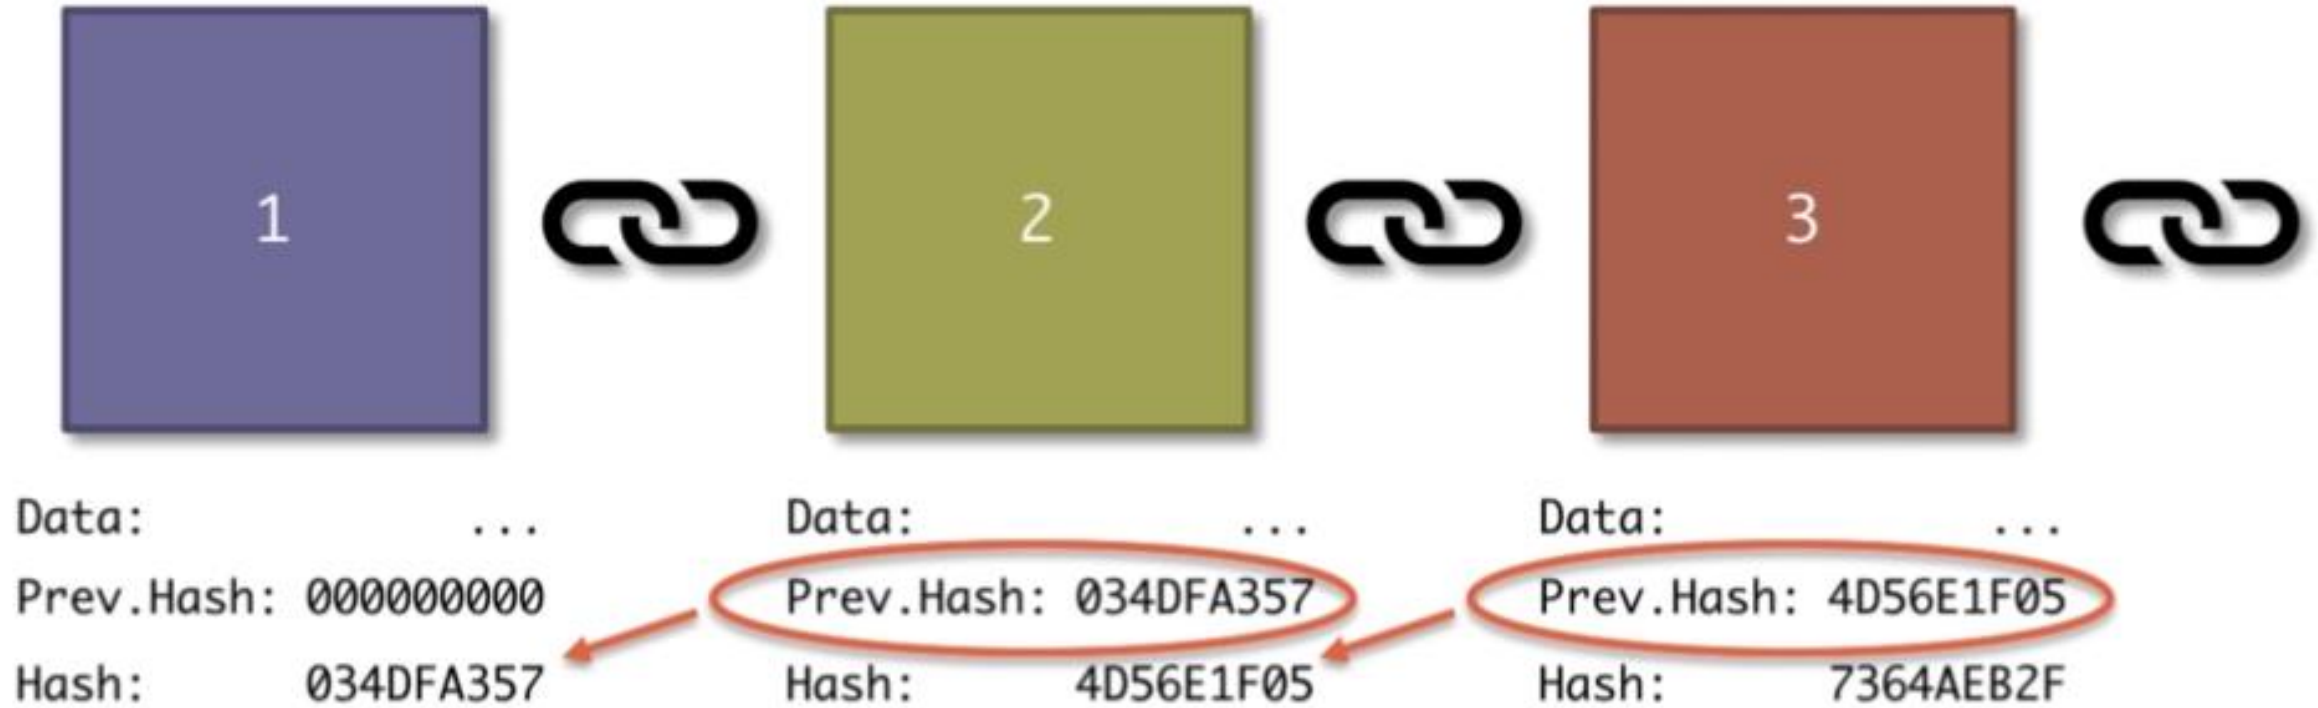 1
2
3
Data: ...
Prev.Hash: 000000000
Hash: 034DFA357
Data: ...
Prev.Hash: 034DFA357
Hash: 4D56E1F05
Data: ...
Prev.Hash: 4D56E1F05
Hash: 7364AEB2F